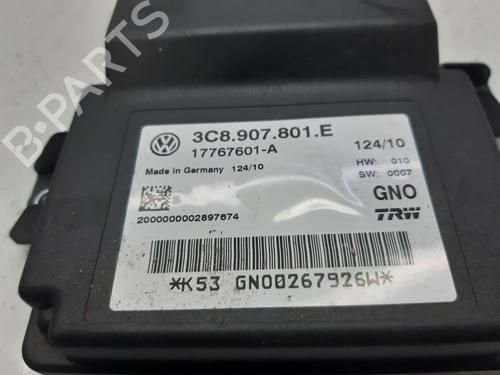 B-PARTS
3C8.907.801.E
17767601-A
124/10
Made in Germany 124/10
HW: 010
SW: 0007
GNO
2000000002897674
TRW
*K53 GNO0267926W*